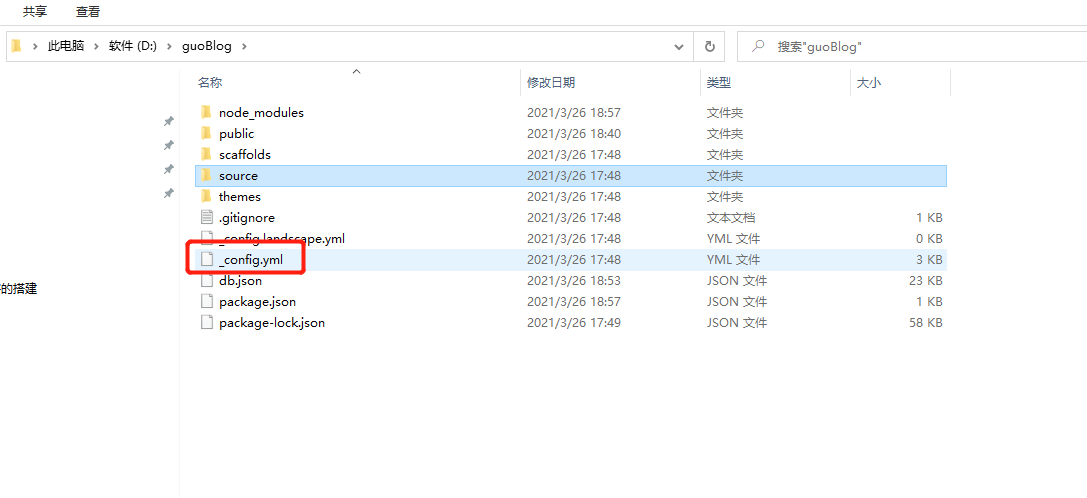 共享 查看
此电脑 软件 (D:) guoBlog 搜索"guoBlog"
名称 修改日期 类型 大小
node_modules 2021/3/26 18:57 文件夹
public 2021/3/26 18:40 文件夹
scaffolds 2021/3/26 17:48 文件夹
source 2021/3/26 17:48 文件夹
themes 2021/3/26 17:48 文件夹
.gitignore 2021/3/26 17:48 文本文档 1 KB
_config.landscape.yml 2021/3/26 17:48 YML 文件 0 KB
_config.yml 2021/3/26 17:48 YML 文件 3 KB
db.json 2021/3/26 18:53 JSON 文件 23 KB
的搭建
package.json 2021/3/26 18:57 JSON 文件 1 KB
package-lock.json 2021/3/26 17:49 JSON 文件 58 KB